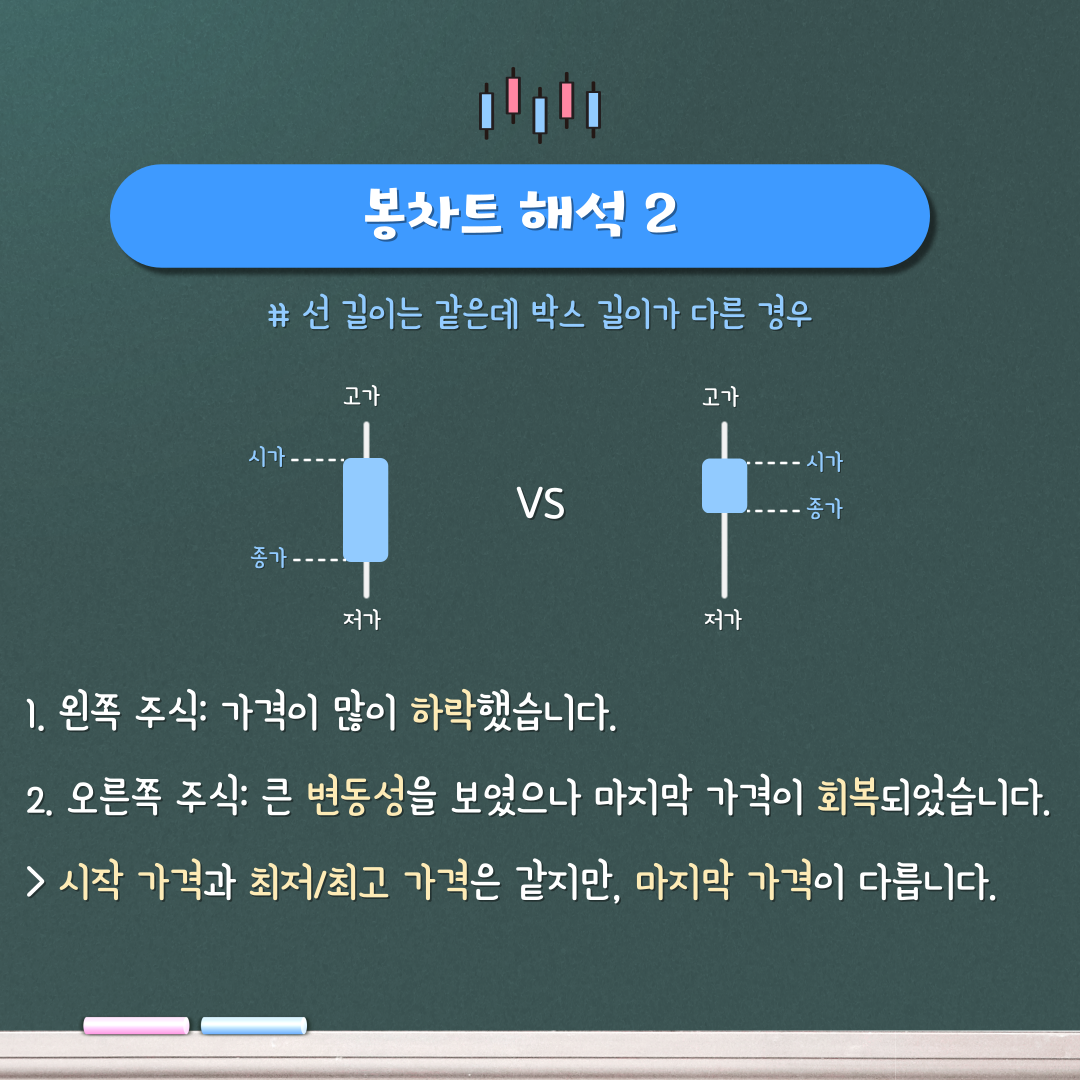 봉차트 해석 2
# 선 길이는 같은데 박스 길이가 다른 경우
고가
고가
시가
시가
VS
종가
종가
저가
저가
1. 왼쪽 주식: 가격이 많이 하락했습니다.
2. 오른쪽 주식: 큰 변동성을 보였으나 마지막 가격이 회복되었습니다.
> 시작 가격과 최저/최고 가격은 같지만, 마지막 가격이 다릅니다.